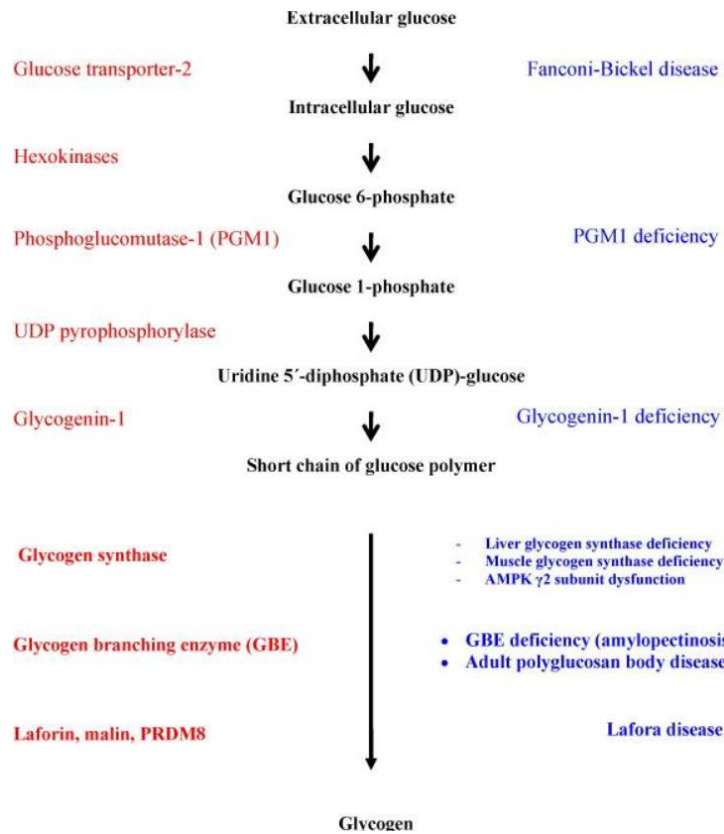 Extracellular glucose
Glucose transporter-2 Fanconi-Bickel disease
Intracellular glucose
Hexokinases
Glucose 6-phosphate
Phosphoglucomutase-1 (PGM1) PGM1 deficiency
Glucose 1-phosphate
UDP pyrophosphorylase
Uridine 5´-diphosphate (UDP)-glucose
Glycogenin-1 Glycogenin-1 deficiency
Short chain of glucose polymer
- Liver glycogen synthase deficiency
Glycogen synthase - Muscle glycogen synthase deficiency
- AMPK γ2 subunit dysfunction
Glycogen branching enzyme (GBE) • GBE deficiency (amylopectinosis
• Adult polyglucosan body disease
Laforin, malin, PRDM8 Lafora disease
Glycogen